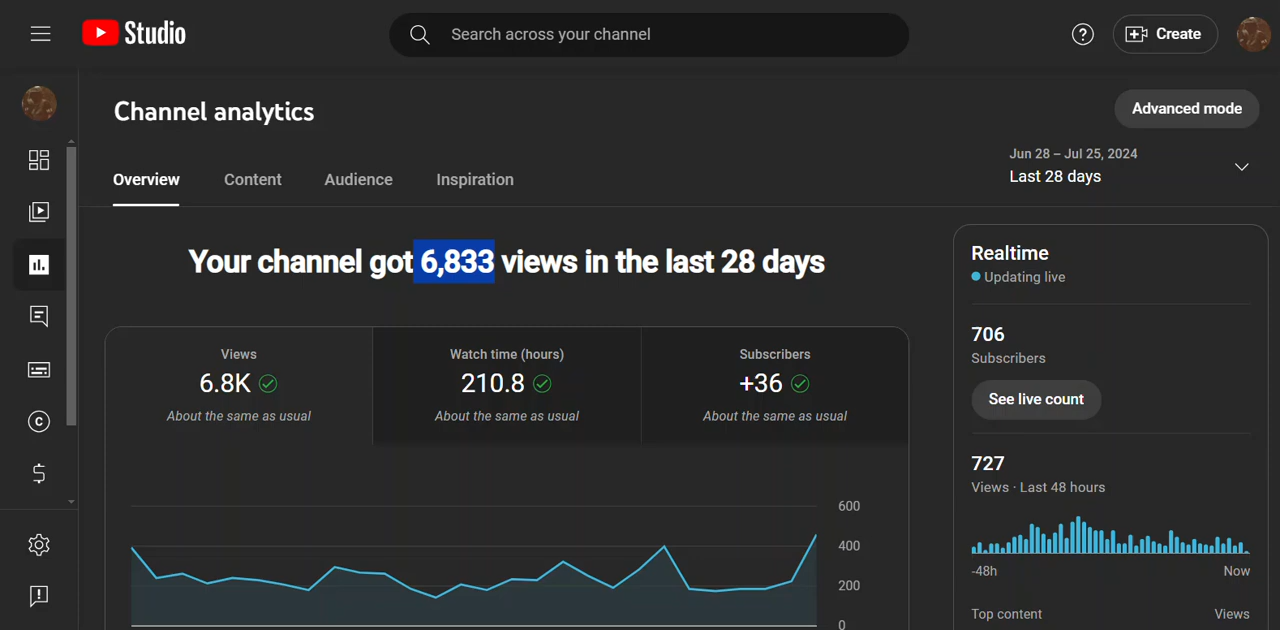 Studio
Search across your channel
Create
Channel analytics
Advanced mode
Overview
Content
Audience
Inspiration
Jun 28 – Jul 25, 2024
Last 28 days
Your channel got 6,833 views in the last 28 days
Views
6.8K
About the same as usual
Watch time (hours)
210.8
About the same as usual
Subscribers
+36
About the same as usual
600
400
200
0
Realtime
Updating live
706
Subscribers
See live count
727
Views · Last 48 hours
-48h
Now
Top content
Views